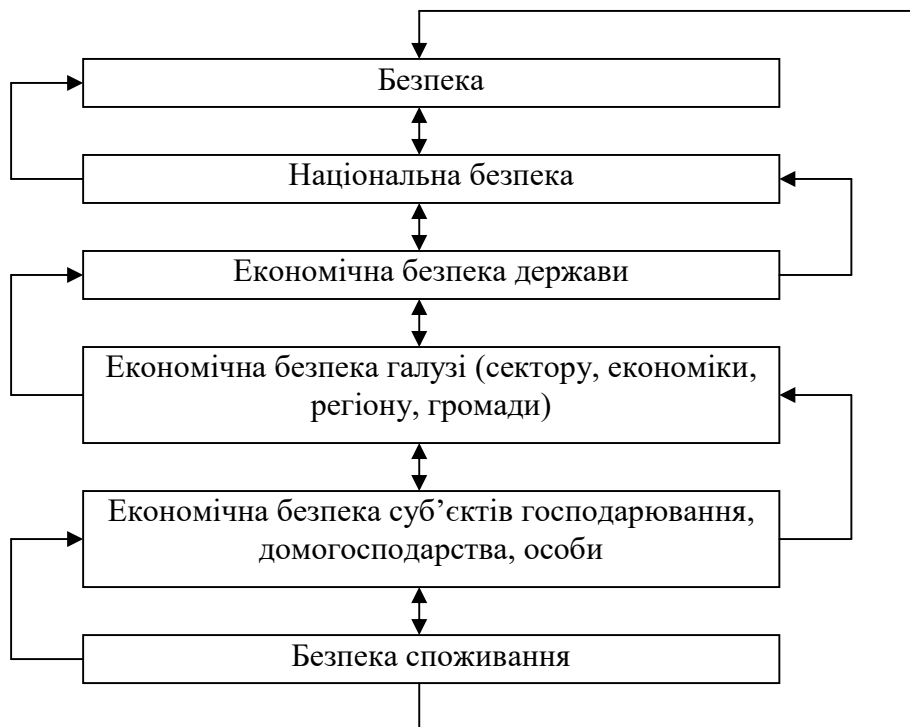 Безпека
Національна безпека
Економічна безпека держави
Економічна безпека галузі (сектору, економіки,
регіону, громади)
Економічна безпека суб’єктів господарювання,
домогосподарства, особи
Безпека споживання